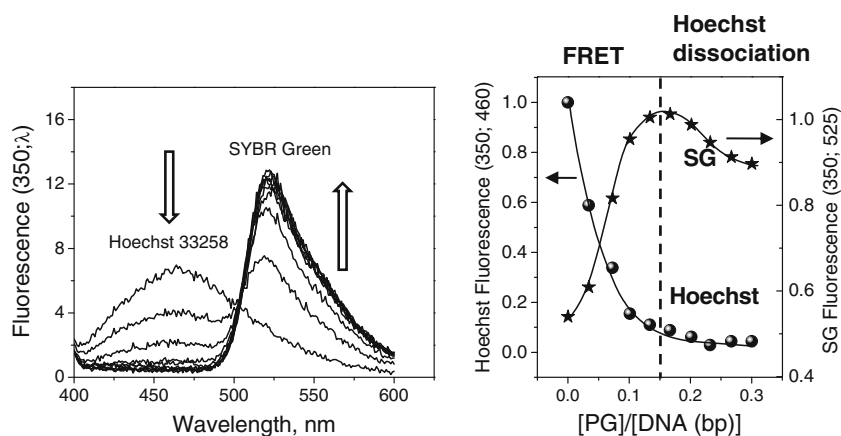 Fluorescence (350;λ)
16
12
8
4
0
SYBR Green
Hoechst 33258
400
450
500
550
600
Wavelength, nm
FRET
Hoechst
dissociation
Hoechst Fluorescence (350; 460)
1.0
0.8
0.6
0.4
0.2
0.0
SG
Hoechst
1.0
0.8
0.6
0.4
SG Fluorescence (350; 525)
0.0
0.1
0.2
0.3
[PG]/[DNA (bp)]